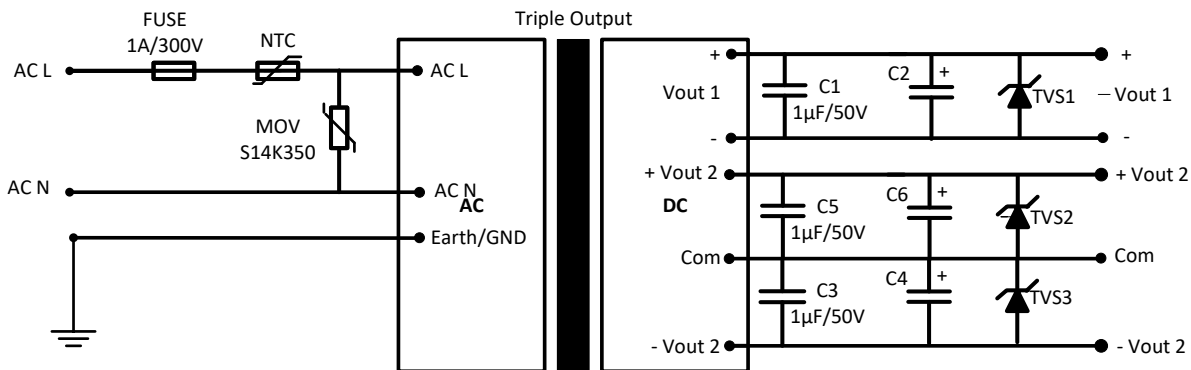 Triple Output
FUSE
1A/300V
NTC
AC L
AC L
MOV
S14K350
AC N
AC N
AC
Earth/GND
DC
+
Vout 1
-
+ Vout 2
Com
- Vout 2
C1
1µF/50V
C2
+
TVS1
C5
1µF/50V
C6
+
TVS2
C3
1µF/50V
C4
+
TVS3
+
Vout 1
-
+ Vout 2
Com
- Vout 2